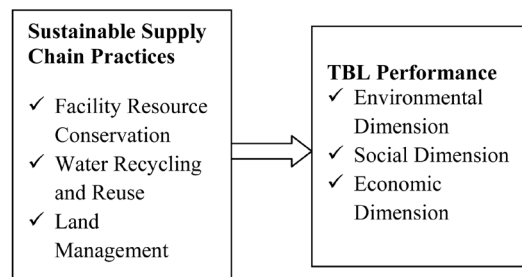 Sustainable Supply
Chain Practices
✓ Facility Resource
Conservation
✓ Water Recycling
and Reuse
✓ Land
Management
TBL Performance
✓ Environmental
Dimension
✓ Social Dimension
✓ Economic
Dimension